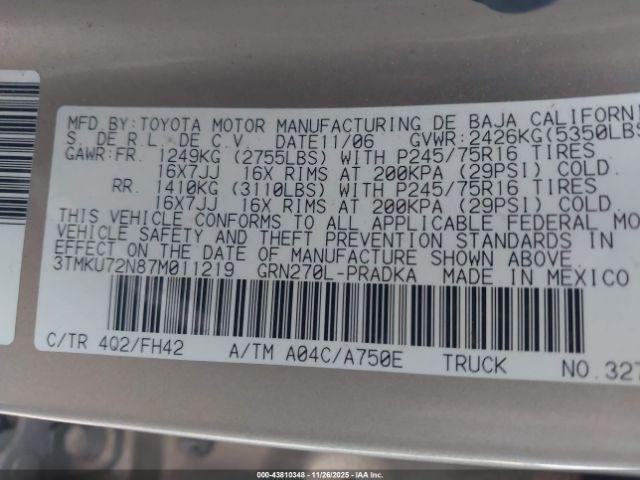 MFD.BY:TOYOTA MOTOR MANUFACTURING DE BAJA CALIFORNI
S. DE R.L. DE C.V. DATE11/06 GVWR:2426KG(5350LBS
GAWR:FR. 1249KG (2755LBS) WITH P245/75R16 TIRES
16X7JJ 16X RIMS AT 200KPA (29PSI) COLD.
RR. 1410KG (3110LBS) WITH P245/75R16 TIRES
16X7JJ 16X RIMS AT 200KPA (29PSI) COLD.
THIS VEHICLE CONFORMS TO ALL APPLICABLE FEDERAL MO
VEHICLE SAFETY AND THEFT PREVENTION STANDARDS IN
EFFECT ON THE DATE OF MANUFACTURE SHOWN ABOVE.
3TMKU72N87M011219 GRN270L-PRADKA MADE IN MEXICO
C/TR 4Q2/FH42 A/TM A04C/A750E TRUCK NO.327
000-43810348 - 11/26/2025 - IAAI.COM